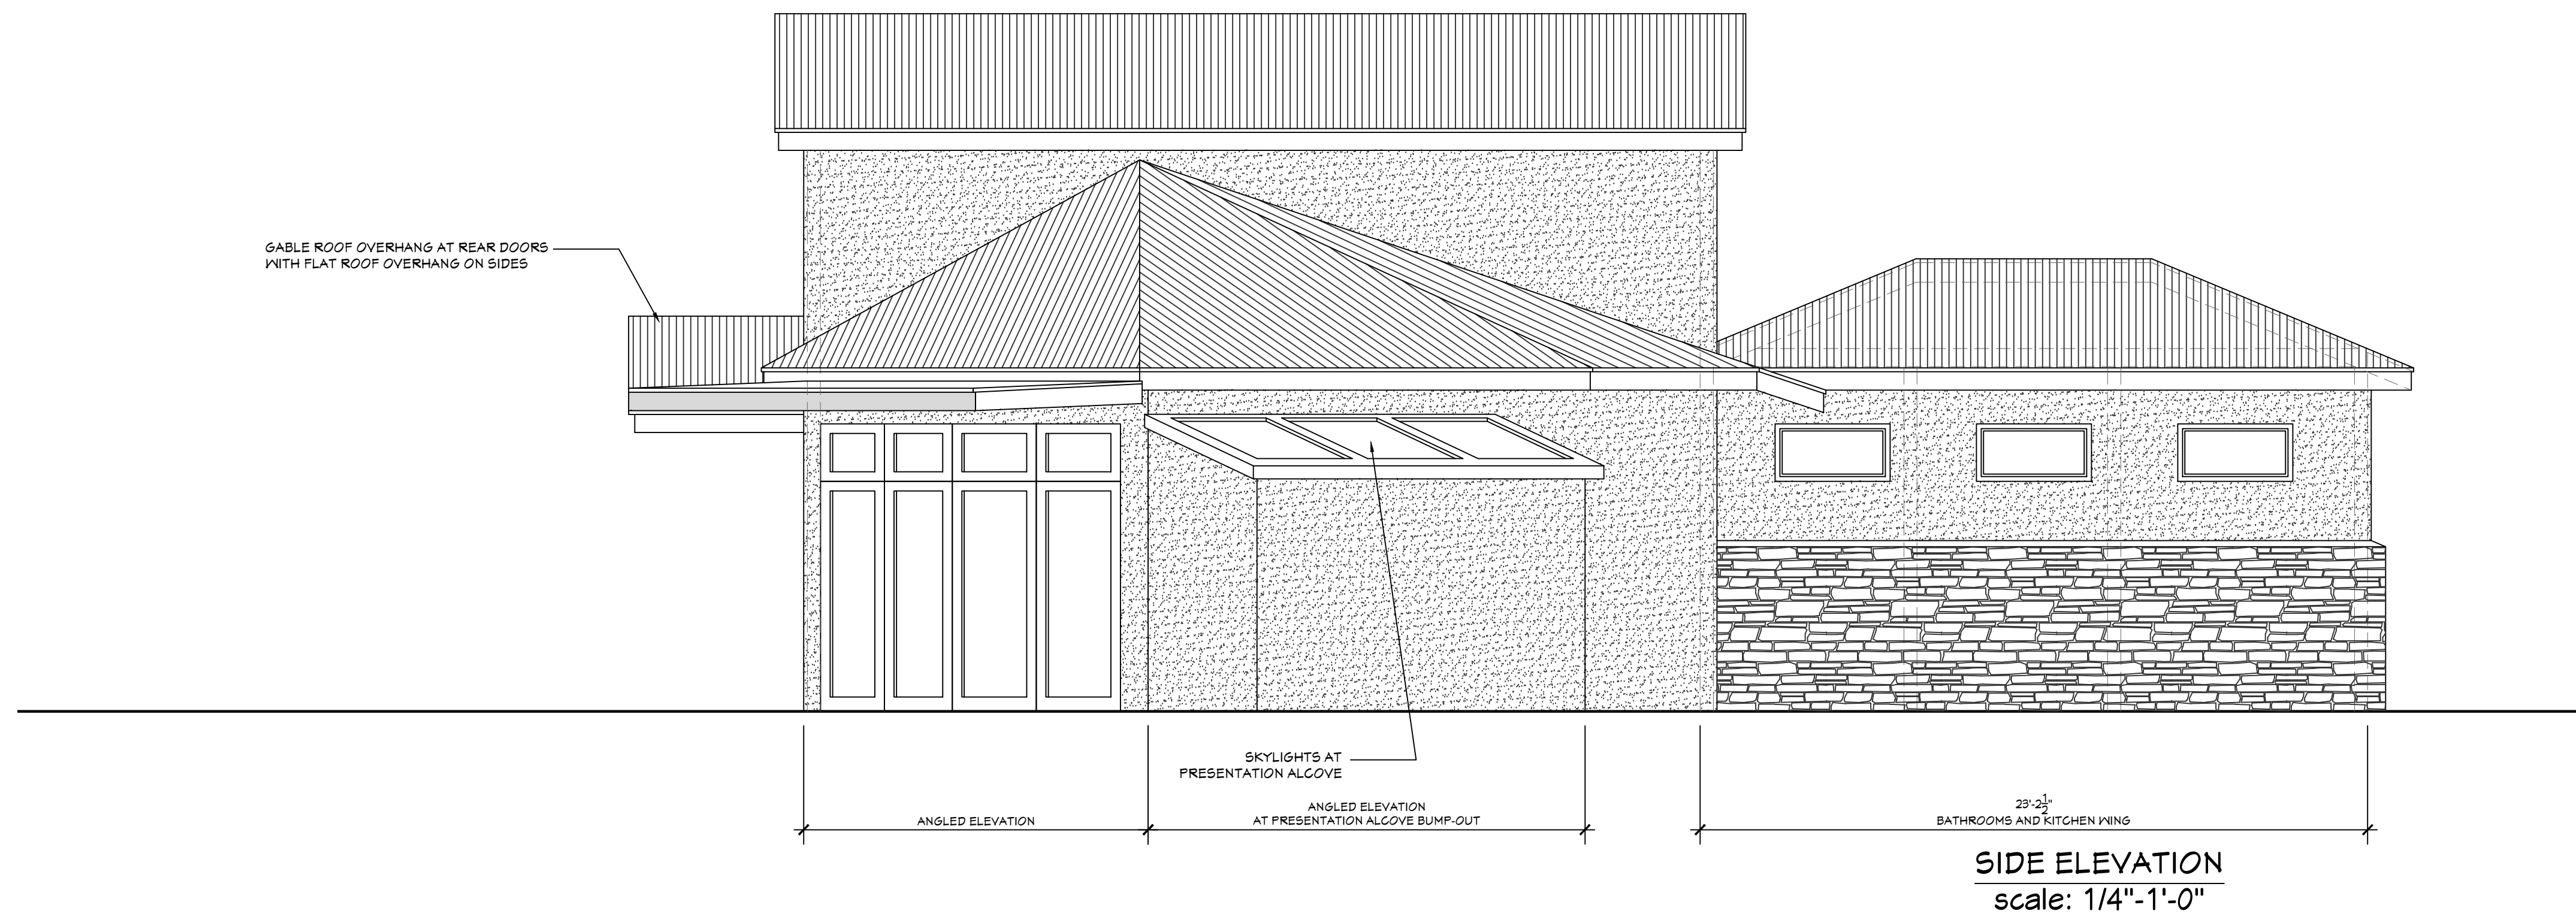 GABLE ROOF OVERHANG AT REAR DOORS
WITH FLAT ROOF OVERHANG ON SIDES
SKYLIGHTS AT
PRESENTATION ALCOVE
ANGLED ELEVATION
ANGLED ELEVATION
AT PRESENTATION ALCOVE BUMP-OUT
23'-2 1/2"
BATHROOMS AND KITCHEN WING
SIDE ELEVATION
scale: 1/4"-1'-0"